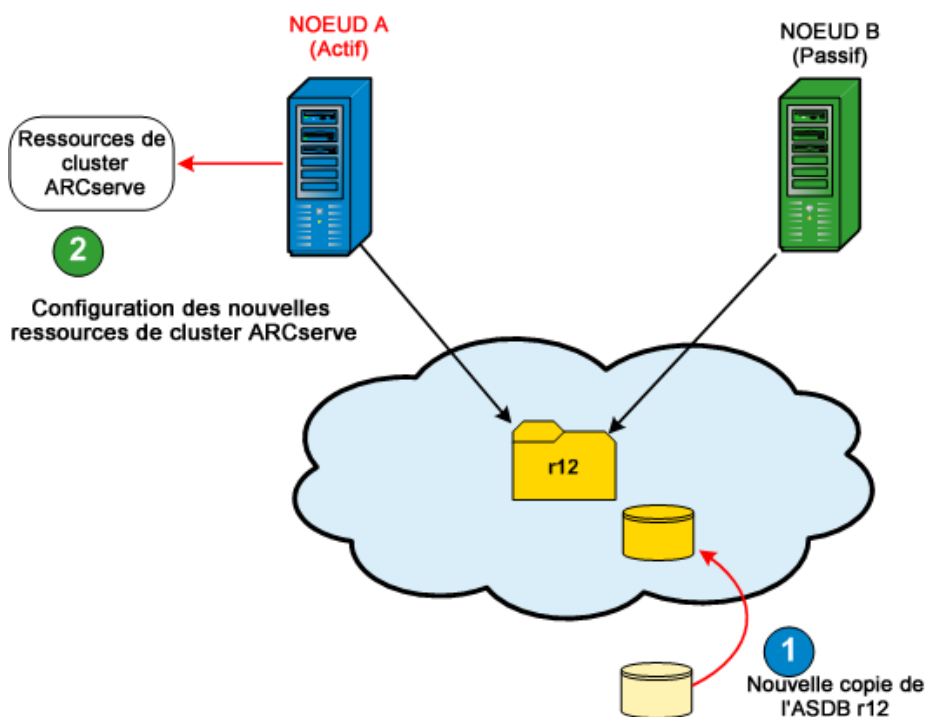 NOEUD A
(Actif)
NOEUD B
(Passif)
Ressources de
cluster
ARCserve
2
Configuration des nouvelles
ressources de cluster ARCserve
r12
1
Nouvelle copie de
l'ASDB r12